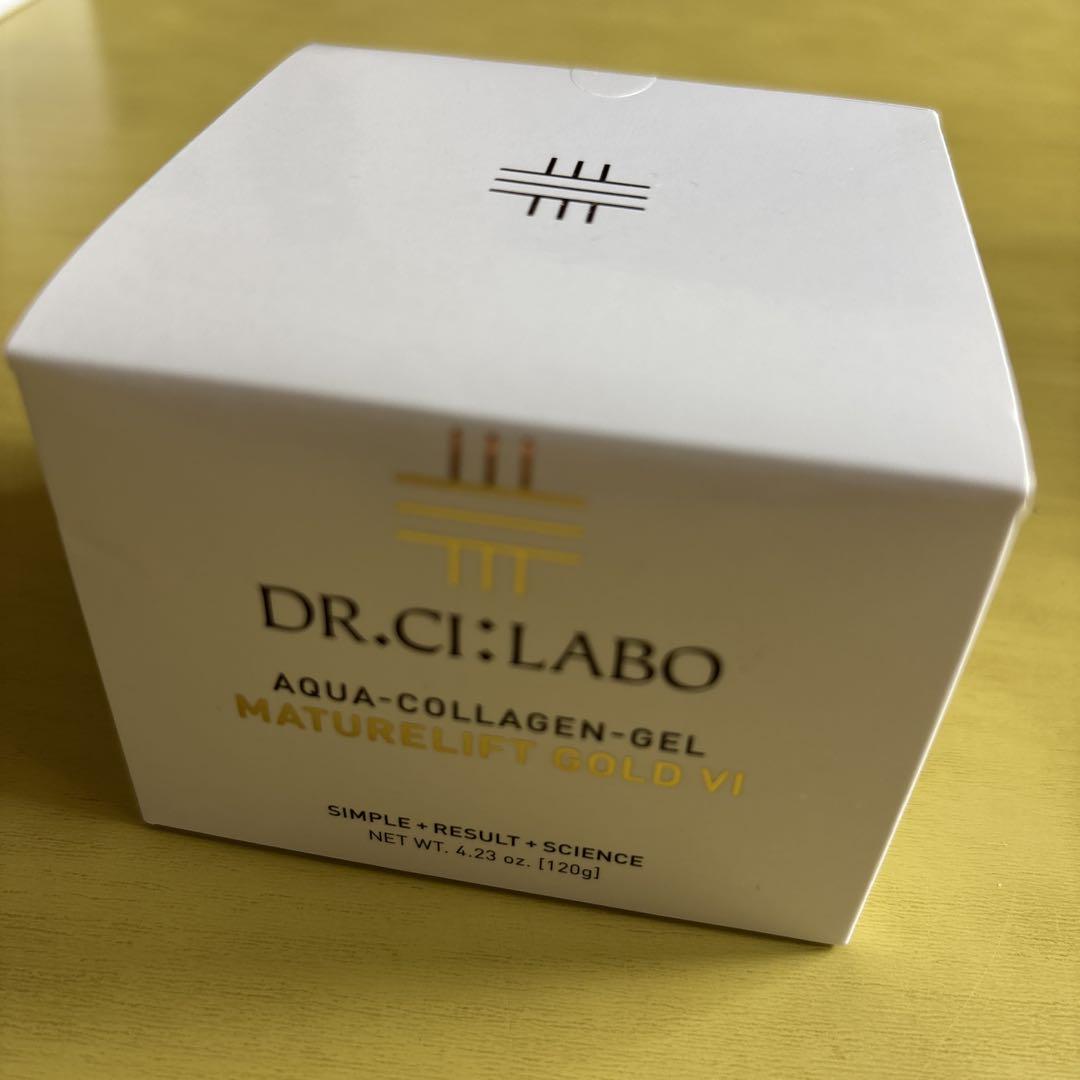 DR.CI:LABO
AQUA-COLLAGEN-GEL
MATURELIFT GOLD VI
SIMPLE + RESULT + SCIENCE
NET WT. 4.23 oz. [120g]